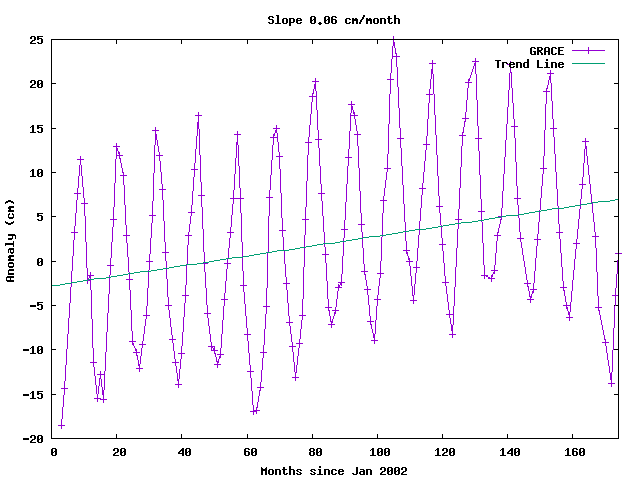 Slope 0.06 cm/month
GRACE
Trend Line
25
20
15
10
5
0
-5
-10
-15
-20
Anomaly (cm)
0 20 40 60 80 100 120 140 160
Months since Jan 2002